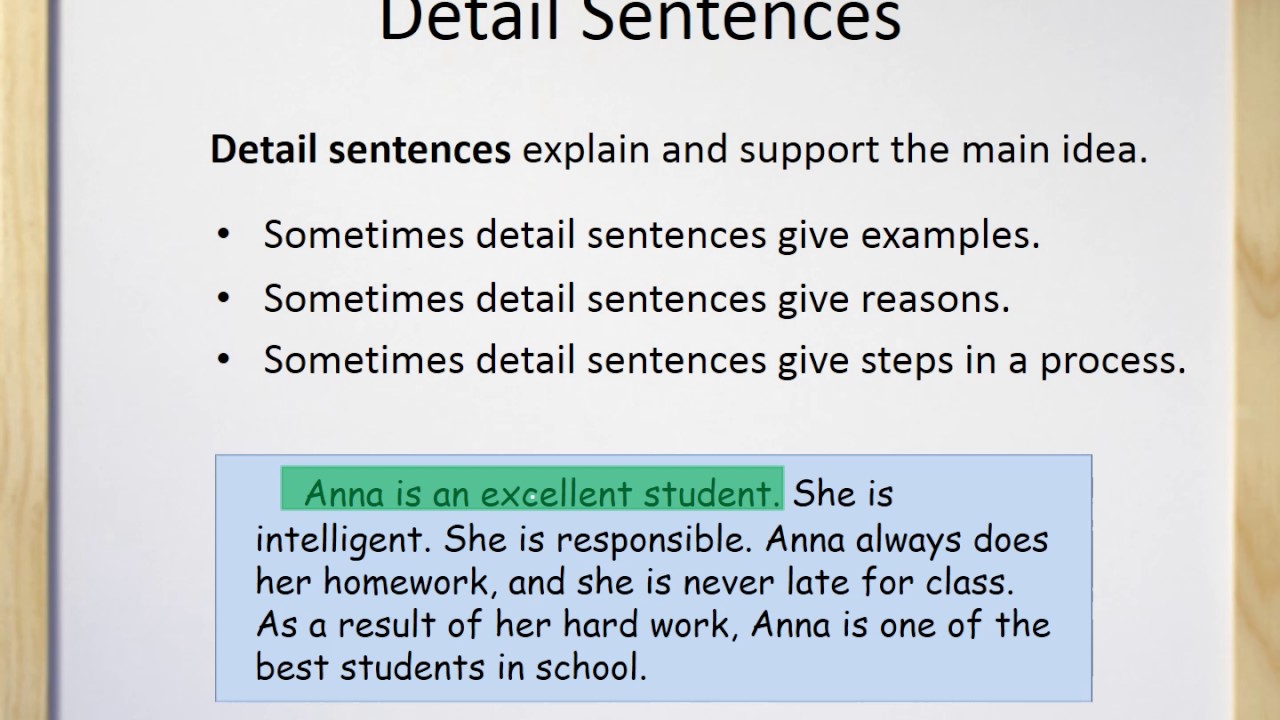 Detail Sentences
Detail sentences explain and support the main idea.
• Sometimes detail sentences give examples.
• Sometimes detail sentences give reasons.
• Sometimes detail sentences give steps in a process.
Anna is an excellent student. She is
intelligent. She is responsible. Anna always does
her homework, and she is never late for class.
As a result of her hard work, Anna is one of the
best students in school.